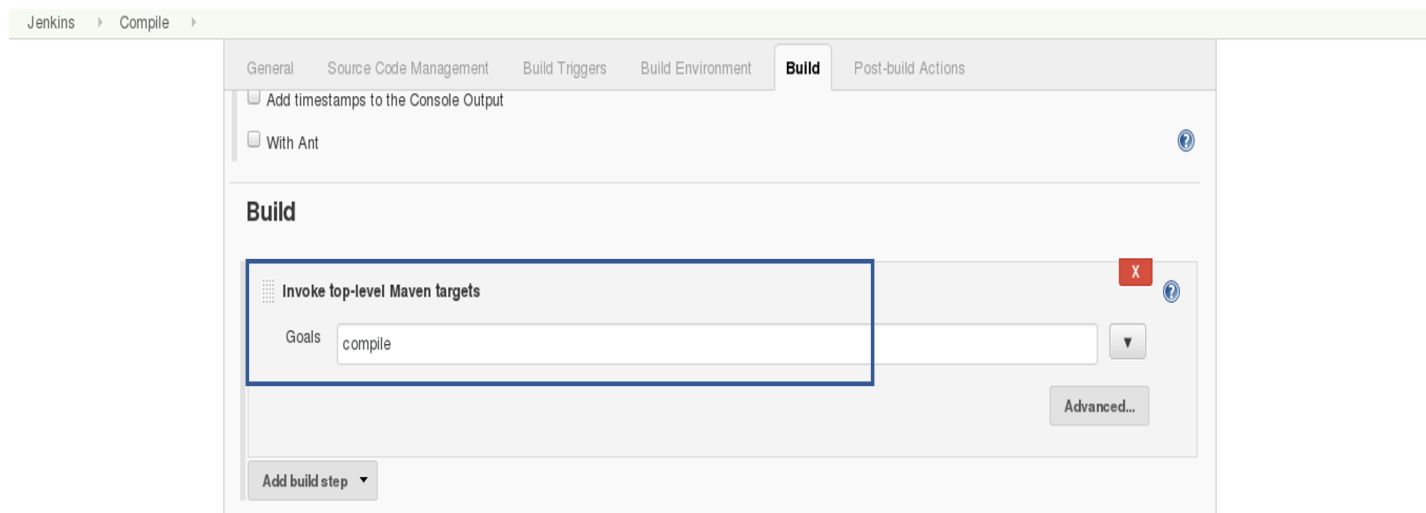 Jenkins Compile
General Source Code Management Build Triggers Build Environment Build Post-build Actions
Add timestamps to the Console Output
With Ant
?
Build
X
Invoke top-level Maven targets
?
Goals
compile
Advanced...
Add build step